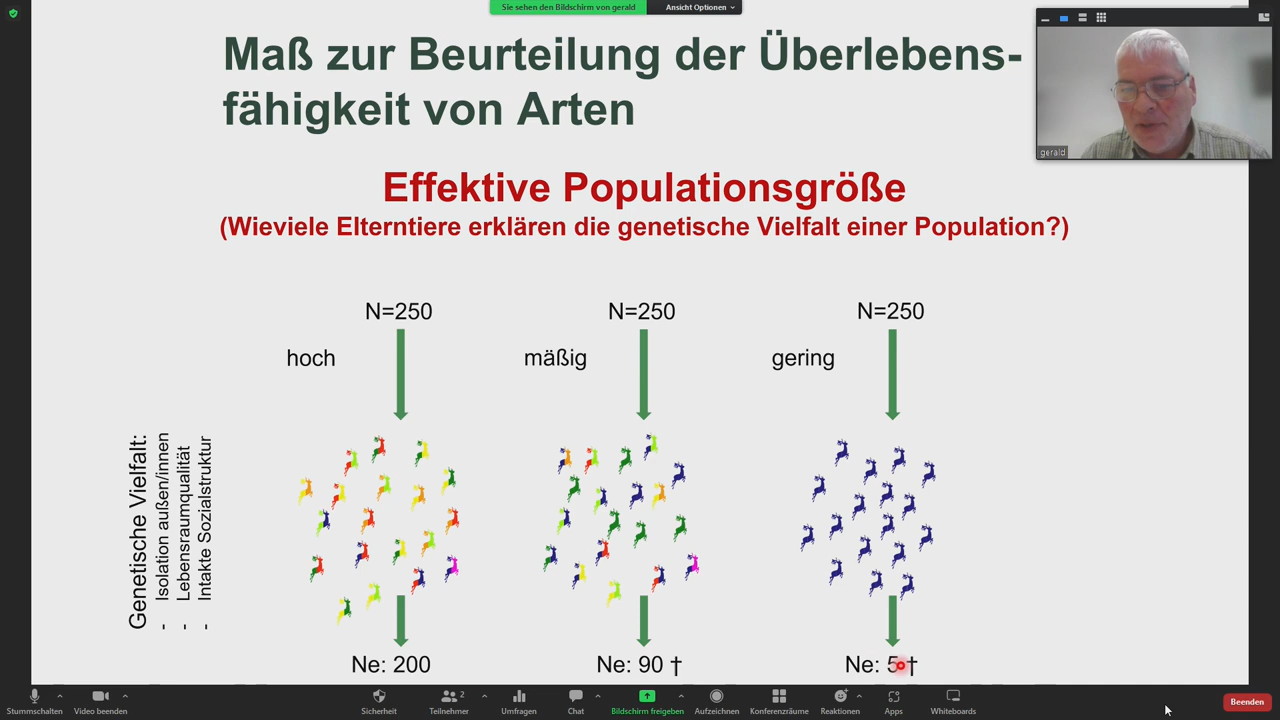 Sie sehen den Bildschirm von gerald
Ansicht Optionen
Maß zur Beurteilung der Überlebens-
fähigkeit von Arten
gerald
Effektive Populationsgröße
(Wieviele Elterntiere erklären die genetische Vielfalt einer Population?)
N=250 N=250 N=250
hoch mäßig gering
Genetische Vielfalt:
- Isolation außen/innen
- Lebensraumqualität
- Intakte Sozialstruktur
Ne: 200 Ne: 90 † Ne: 5 †
Stummschalten Video beenden Sicherheit Teilnehmer 2 Umfragen Chat Bildschirm freigeben Aufzeichnen Konferenzräume Reaktionen Apps Whiteboards Beenden